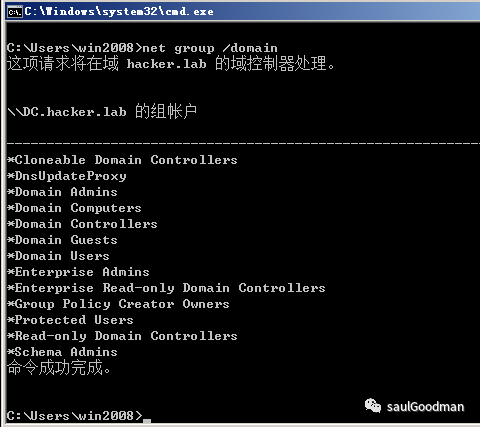 C:\Windows\system32\cmd.exe
C:\Users\win2008>net group /domain
这项请求将在域 hacker.lab 的域控制器处理。
\\DC.hacker.lab 的组帐户
-------------------------------------------------------------------------------
*Cloneable Domain Controllers
*DnsUpdateProxy
*Domain Admins
*Domain Computers
*Domain Controllers
*Domain Guests
*Domain Users
*Enterprise Admins
*Enterprise Read-only Domain Controllers
*Group Policy Creator Owners
*Protected Users
*Read-only Domain Controllers
*Schema Admins
命令成功完成。
C:\Users\win2008>_
saulGoodman